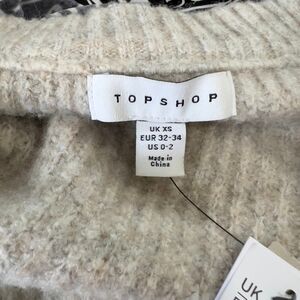 TOPSHOP
UK XS
EUR 32-34
US 0-2
Made in
China
UK